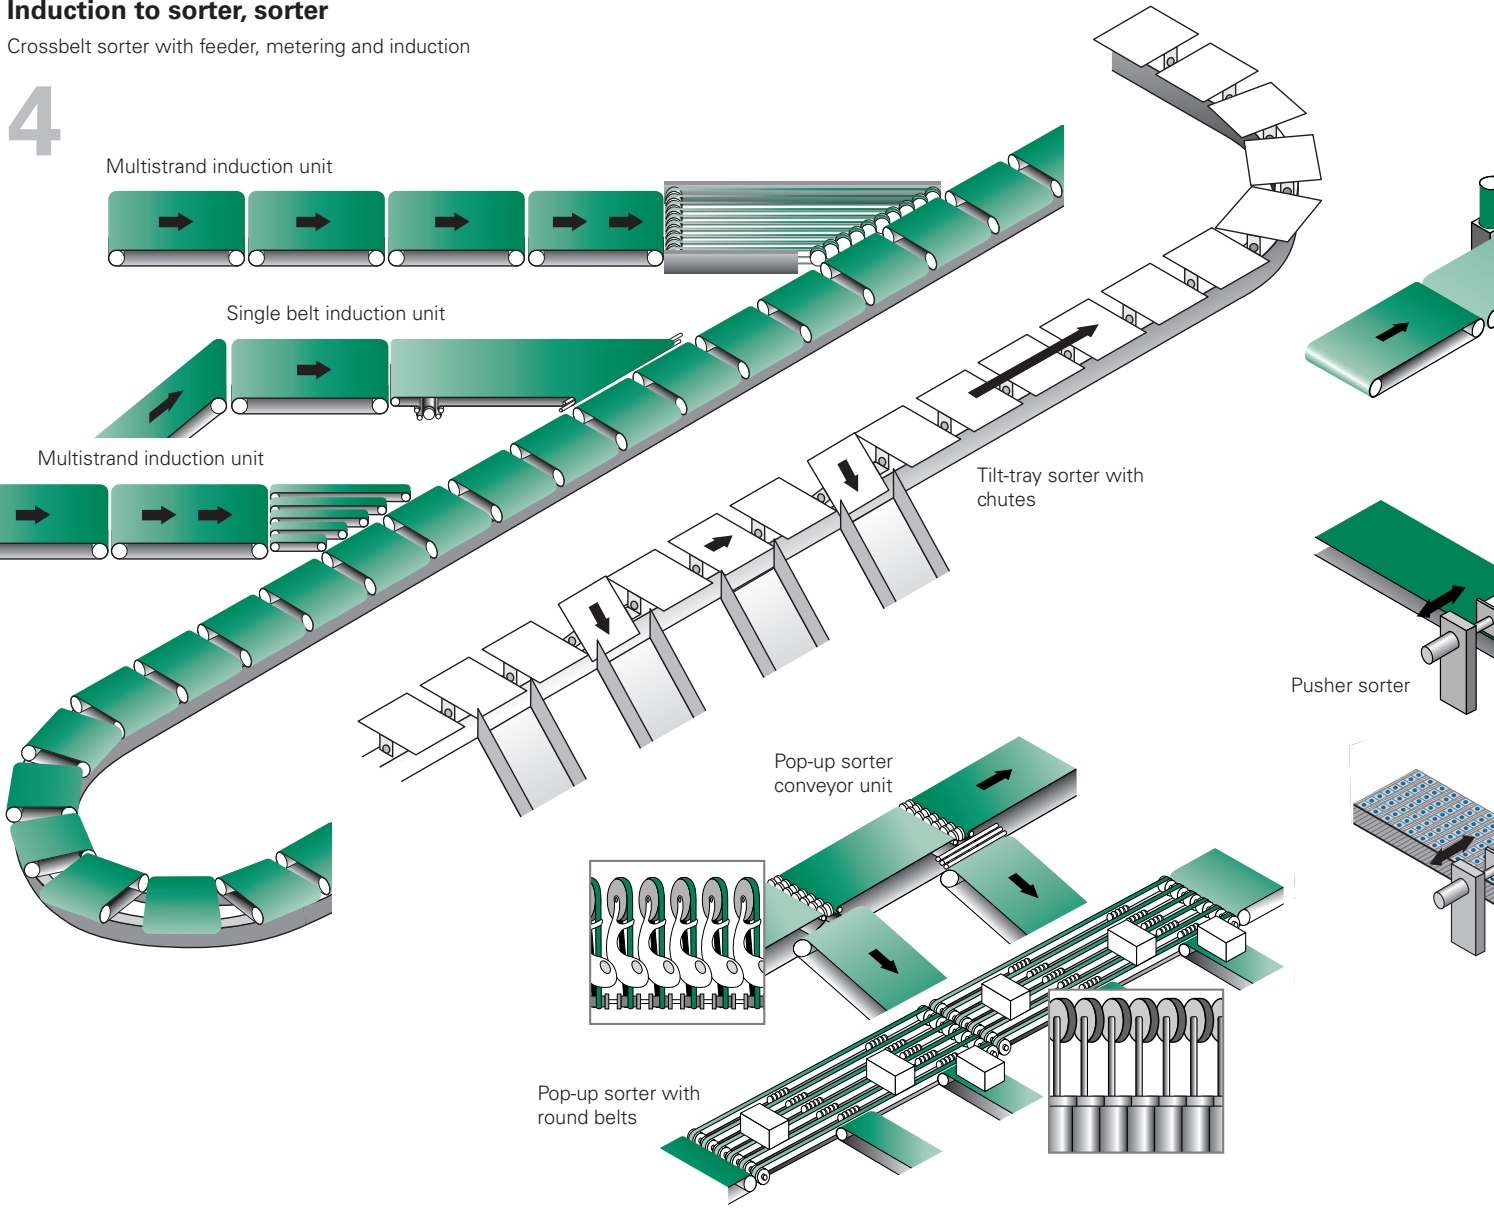 Induction to sorter, sorter
Crossbelt sorter with feeder, metering and induction
4
Multistrand induction unit
Single belt induction unit
Multistrand induction unit
Tilt-tray sorter with
chutes
Pusher sorter
Pop-up sorter
conveyor unit
Pop-up sorter with
round belts